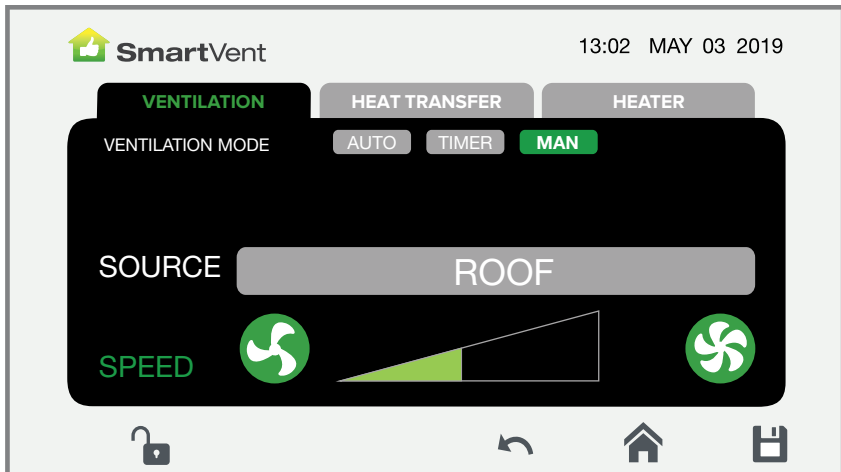 SmartVent
13:02 MAY 03 2019
VENTILATION HEAT TRANSFER HEATER
VENTILATION MODE AUTO TIMER MAN
SOURCE ROOF
SPEED